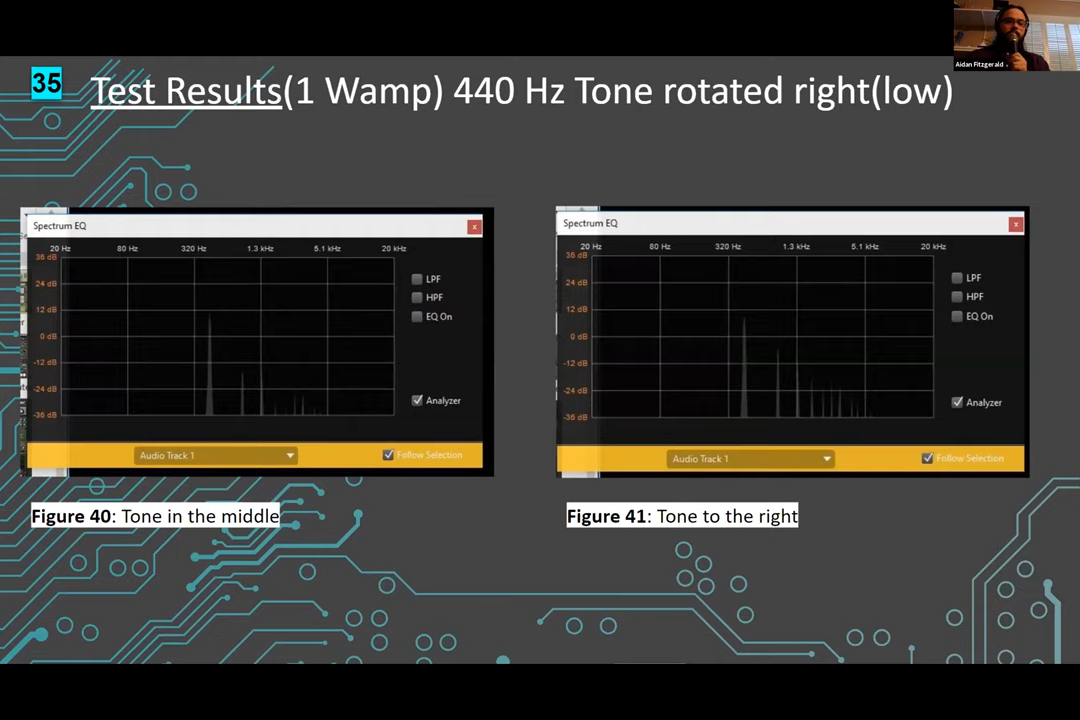 Aidan Fitzgerald
35
Test Results(1 Wamp) 440 Hz Tone rotated right(low)
Spectrum EQ
x
20 Hz 80 Hz 320 Hz 1.3 kHz 5.1 kHz 20 kHz
36 dB
24 dB
12 dB
0 dB
-12 dB
-24 dB
-36 dB
LPF
HPF
EQ On
Analyzer
Audio Track 1
Follow Selection
Spectrum EQ
x
20 Hz 80 Hz 320 Hz 1.3 kHz 5.1 kHz 20 kHz
36 dB
24 dB
12 dB
0 dB
-12 dB
-24 dB
-36 dB
LPF
HPF
EQ On
Analyzer
Audio Track 1
Follow Selection
Figure 40: Tone in the middle
Figure 41: Tone to the right